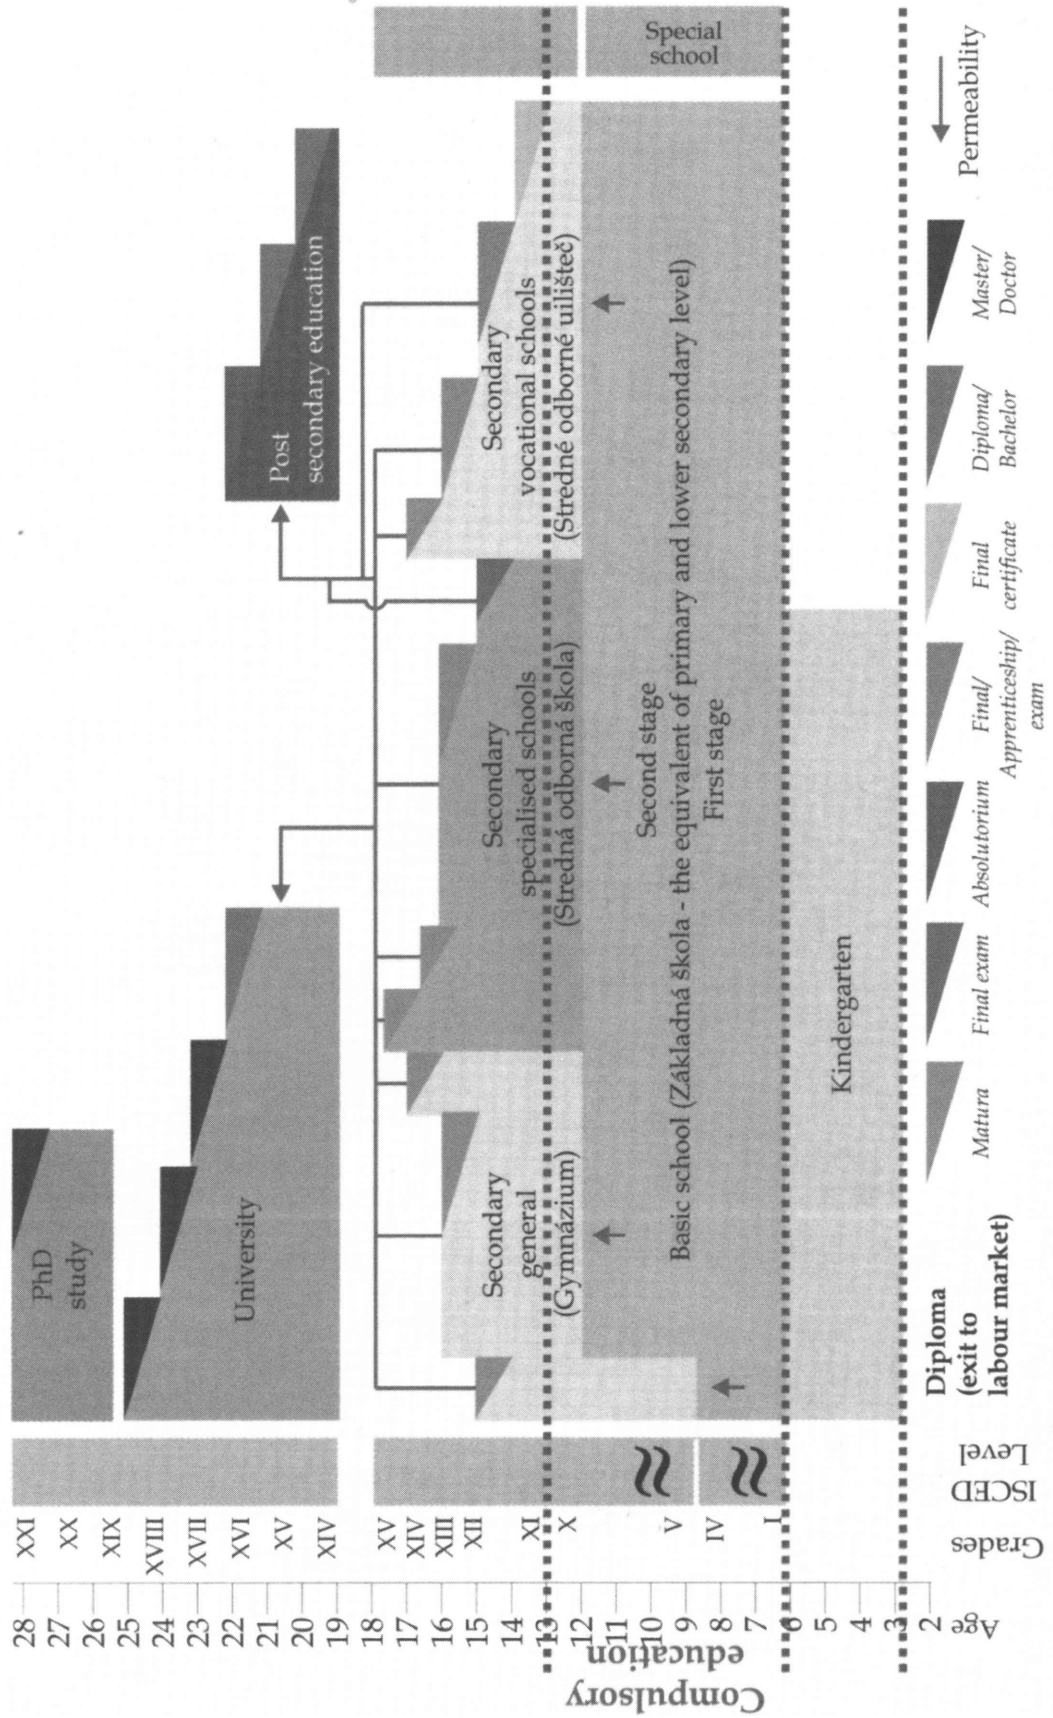 PhD
study
University
Post
secondary education
Secondary
general
(Gymnázium)
Secondary
specialised schools
(Stredná odborná škola)
Secondary
vocational schools
(Stredné odborné uilišteč)
Special
school
Second stage
Basic school (Základná škola - the equivalent of primary and lower secondary level)
First stage
Kindergarten
Compulsory
education
Age
28
27
26
25
24
23
22
21
20
19
18
17
16
15
14
13
12
11
10
9
8
7
6
5
4
3
2
Grades
XXI
XX
XIX
XVIII
XVII
XVI
XV
XIV
XV
XIV
XIIII
XII
XI
X
V
IV
I
ISCED
Level
Diploma
(exit to
labour market)
Matura
Final exam
Absolutorium
Final/
Apprenticeship/
exam
Final
certificate
Diploma/
Bachelor
Master/
Doctor
Permeability